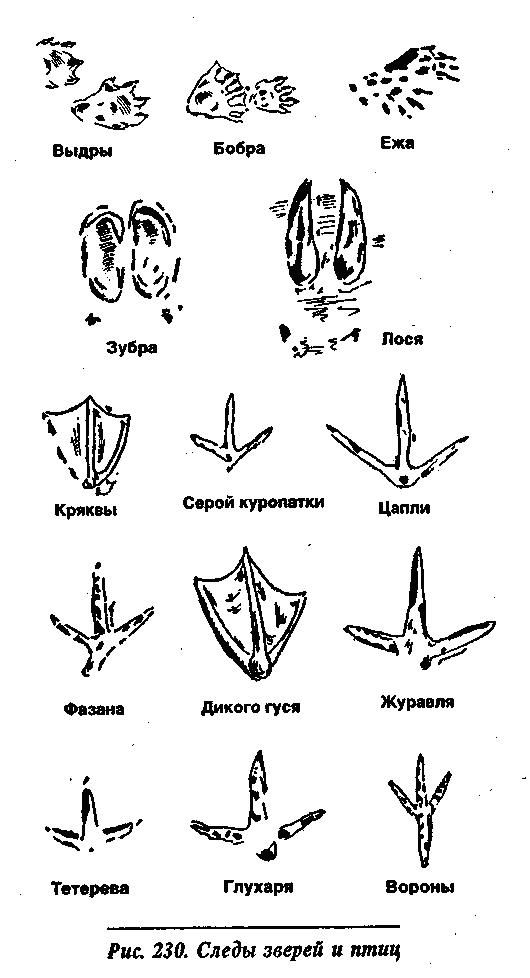 Выдры Бобра Ежа
Зубра Лося
Кряквы Серой куропатки Цапли
Фазана Дикого гуся Журавля
Тетерева Глухаря Вороны
Рис. 230. Следы зверей и птиц